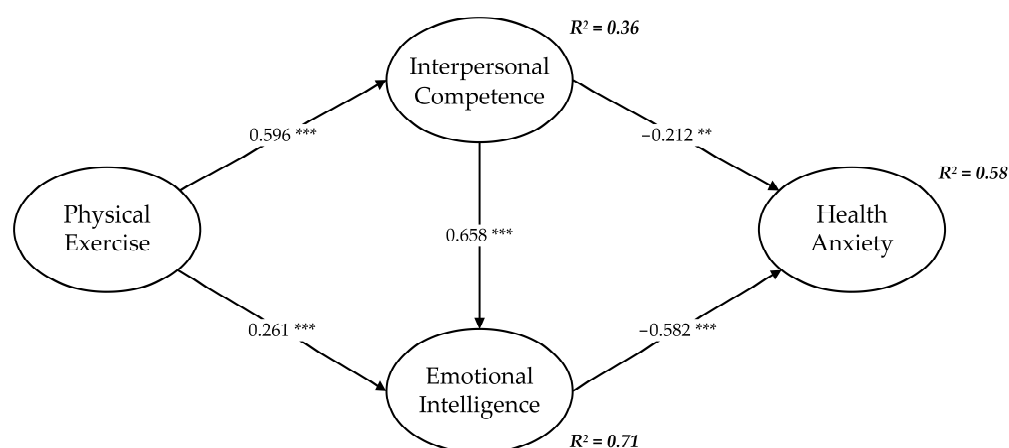 R² = 0.36
Interpersonal
Competence
0.596 ***
−0.212 **
R² = 0.58
Physical
Exercise
Health
Anxiety
0.658 ***
0.261 ***
−0.582 ***
Emotional
Intelligence
R² = 0.71